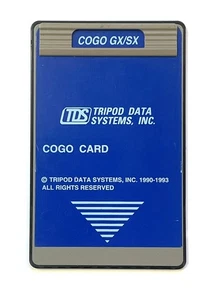 COGO GX/SX
TDS TRIPOD DATA
SYSTEMS, INC.
COGO CARD
© TRIPOD DATA SYSTEMS, INC. 1990-1993
ALL RIGHTS RESERVED